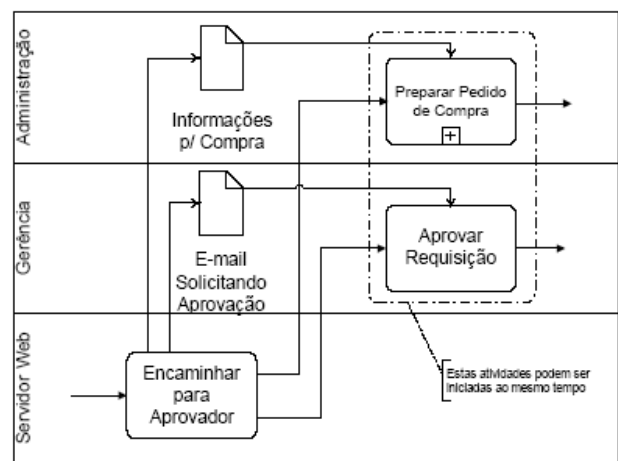 Administração
Informações
p/ Compra
Preparar Pedido
de Compra
Gerência
E-mail
Solicitando
Aprovação
Aprovar
Requisição
Servidor Web
Encaminhar
para
Aprovador
Estas atividades podem ser
iniciadas ao mesmo tempo